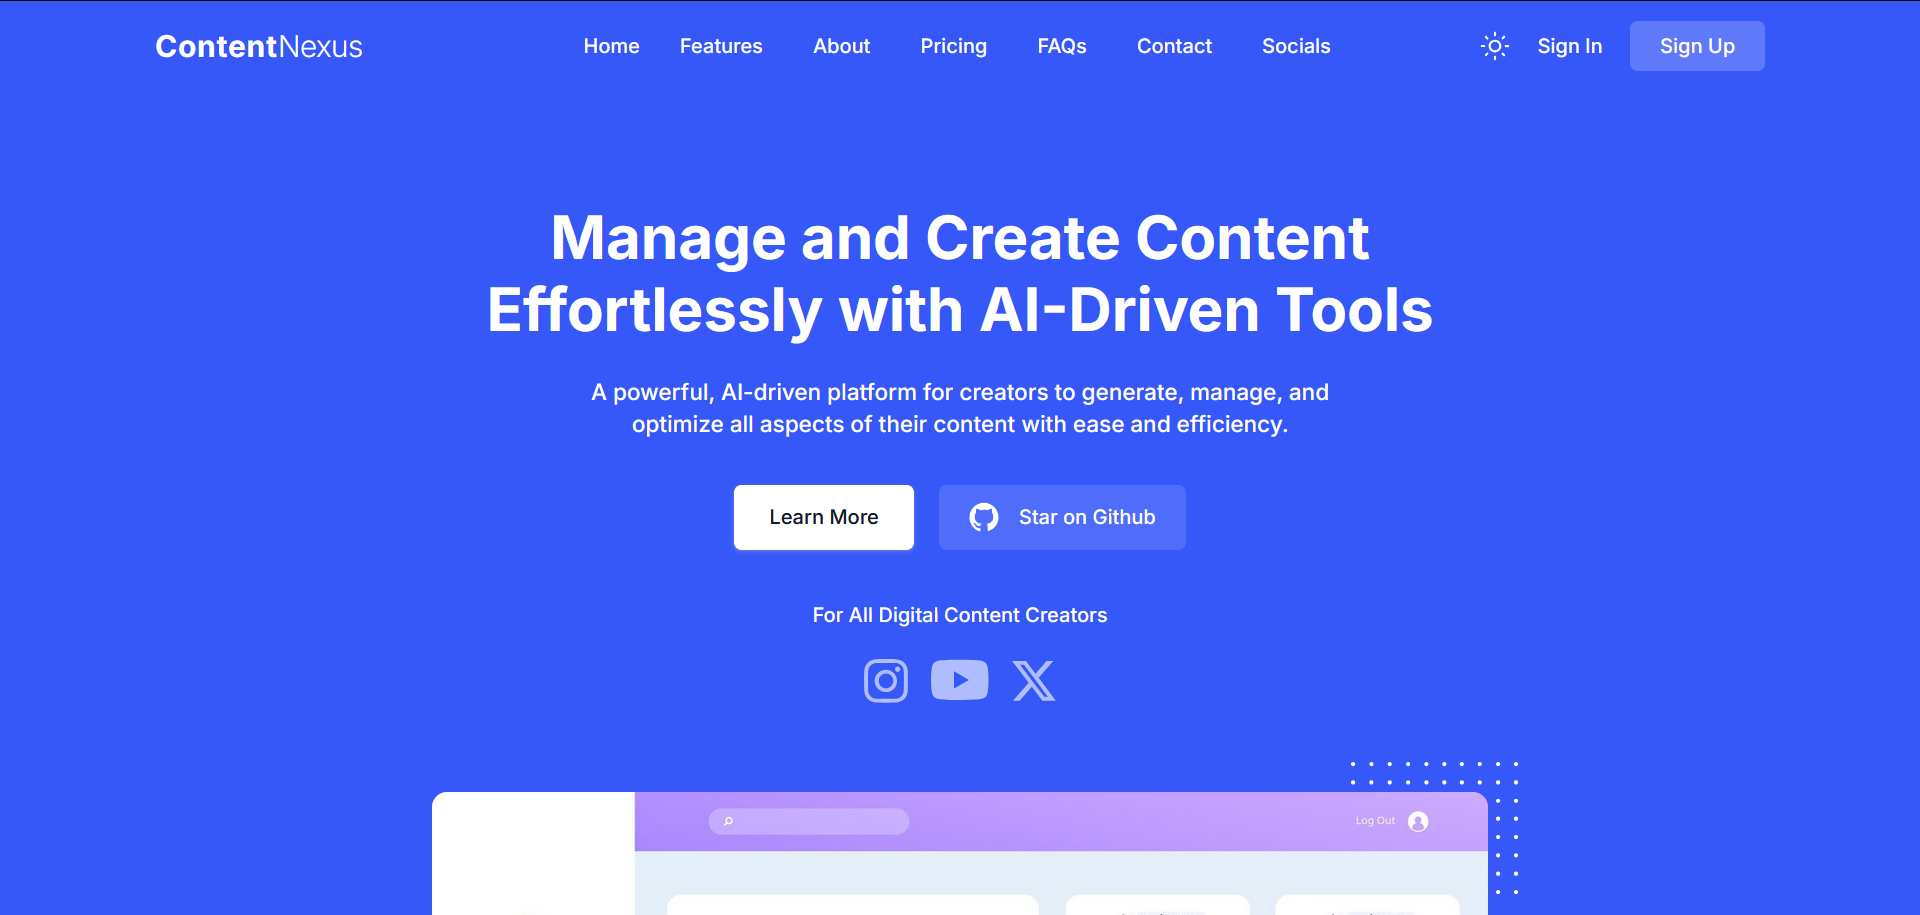 ContentNexus
Home Features About Pricing FAQs Contact Socials
Sign In
Sign Up
Manage and Create Content
Effortlessly with AI-Driven Tools
A powerful, AI-driven platform for creators to generate, manage, and
optimize all aspects of their content with ease and efficiency.
Learn More
Star on Github
For All Digital Content Creators
Log Out